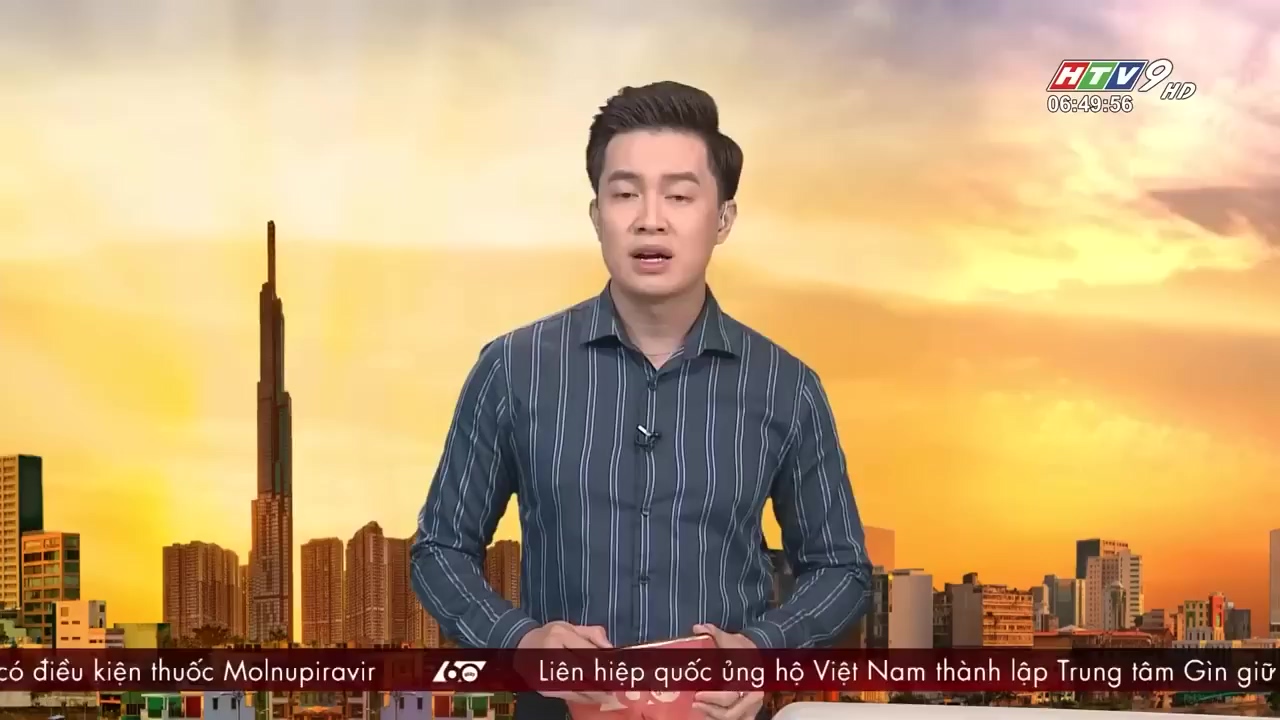 HTV9 HD
06:49:56
có điều kiện thuốc Molnupiravir 60 Liên hiệp quốc ủng hộ Việt Nam thành lập Trung tâm Gìn giữ